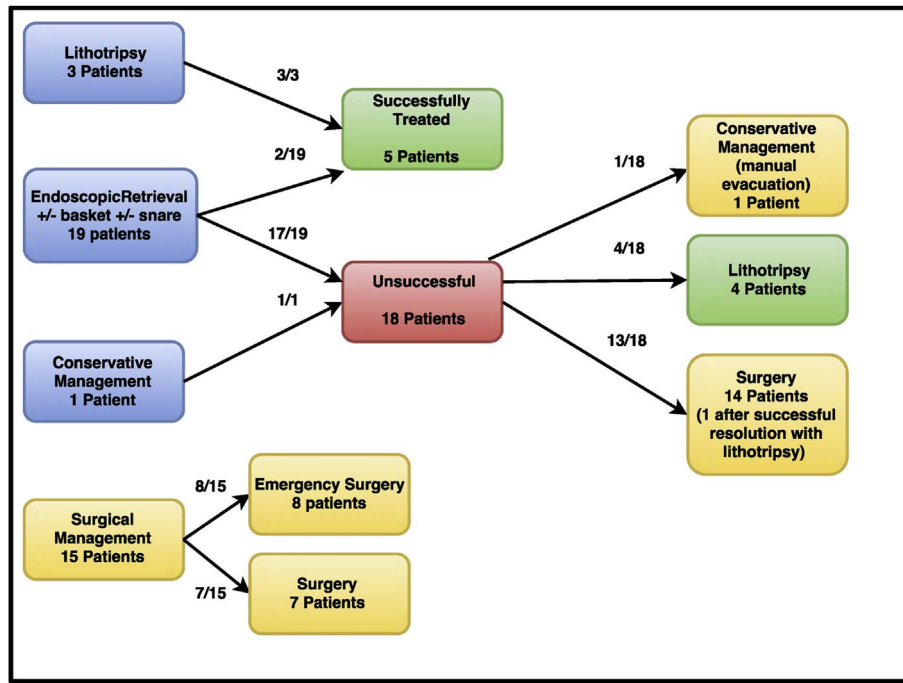 Lithotripsy
3 Patients
3/3
Successfully
Treated
5 Patients
2/19
EndoscopicRetrieval
+/- basket +/- snare
19 patients
17/19
Unsuccessful
18 Patients
1/1
Conservative
Management
1 Patient
1/18
Conservative
Management
(manual
evacuation)
1 Patient
4/18
Lithotripsy
4 Patients
13/18
Surgery
14 Patients
(1 after successful
resolution with
lithotripsy)
Surgical
Management
15 Patients
8/15
Emergency Surgery
8 patients
7/15
Surgery
7 Patients